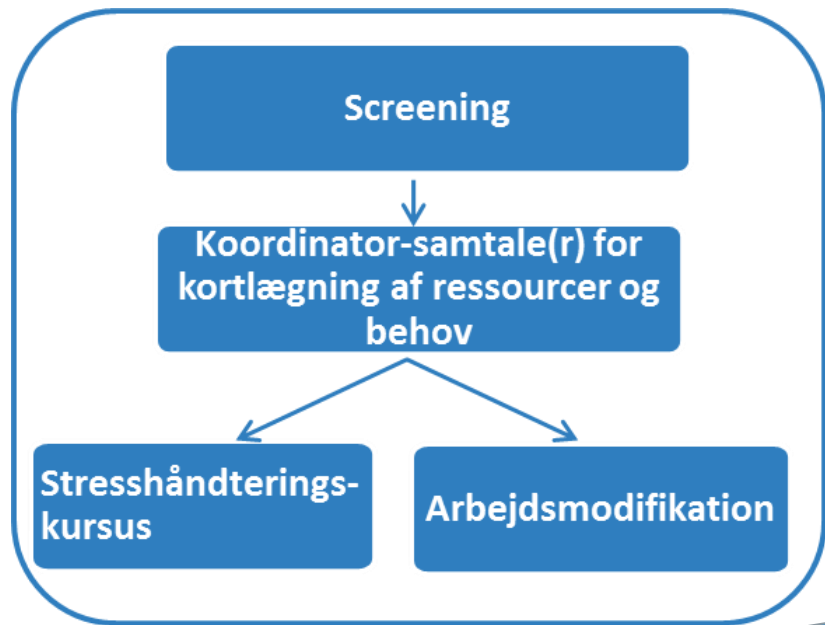 Screening
Koordinator-samtale(r) for
kortlægning af ressourcer og
behov
Stresshåndterings-
kursus
Arbejdsmodifikation